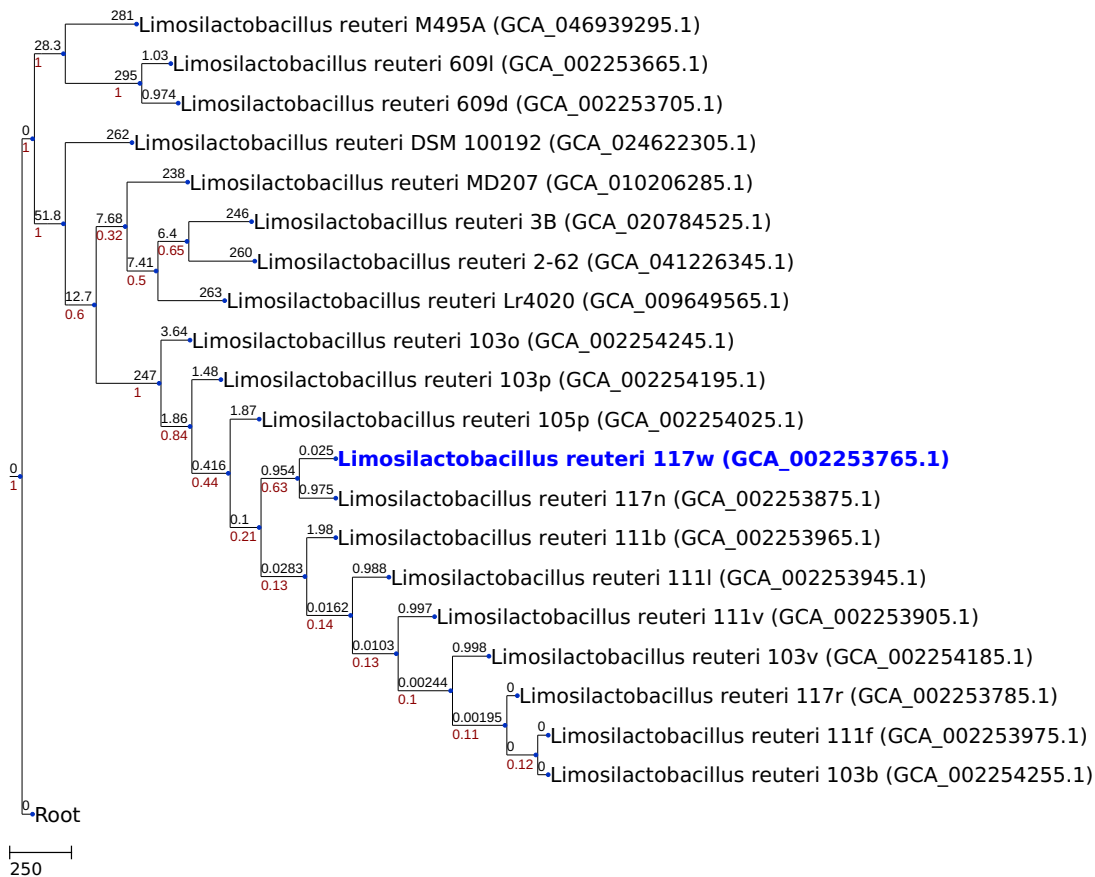 281 Limosilactobacillus reuteri M495A (GCA_046939295.1)
28.3
1
1.03 Limosilactobacillus reuteri 609l (GCA_002253665.1)
295
1
0.974 Limosilactobacillus reuteri 609d (GCA_002253705.1)
0
1
262 Limosilactobacillus reuteri DSM 100192 (GCA_024622305.1)
238 Limosilactobacillus reuteri MD207 (GCA_010206285.1)
51.8
1
7.68
0.32
246 Limosilactobacillus reuteri 3B (GCA_020784525.1)
6.4
0.65
260 Limosilactobacillus reuteri 2-62 (GCA_041226345.1)
7.41
0.5
263 Limosilactobacillus reuteri Lr4020 (GCA_009649565.1)
12.7
0.6
3.64 Limosilactobacillus reuteri 103o (GCA_002254245.1)
247
1
1.48 Limosilactobacillus reuteri 103p (GCA_002254195.1)
1.86
0.84
1.87 Limosilactobacillus reuteri 105p (GCA_002254025.1)
0.416
0.44
0.025 Limosilactobacillus reuteri 117w (GCA_002253765.1)
0.954
0.63
0
1
0.975 Limosilactobacillus reuteri 117n (GCA_002253875.1)
0.1
0.21
1.98 Limosilactobacillus reuteri 111b (GCA_002253965.1)
0.0283
0.13
0.988 Limosilactobacillus reuteri 111l (GCA_002253945.1)
0.0162
0.14
0.997 Limosilactobacillus reuteri 111v (GCA_002253905.1)
0.0103
0.13
0.998 Limosilactobacillus reuteri 103v (GCA_002254185.1)
0.00244
0.1
0 Limosilactobacillus reuteri 117r (GCA_002253785.1)
0.00195
0.11
0 Limosilactobacillus reuteri 111f (GCA_002253975.1)
0
0.12
0 Limosilactobacillus reuteri 103b (GCA_002254255.1)
0 Root
250